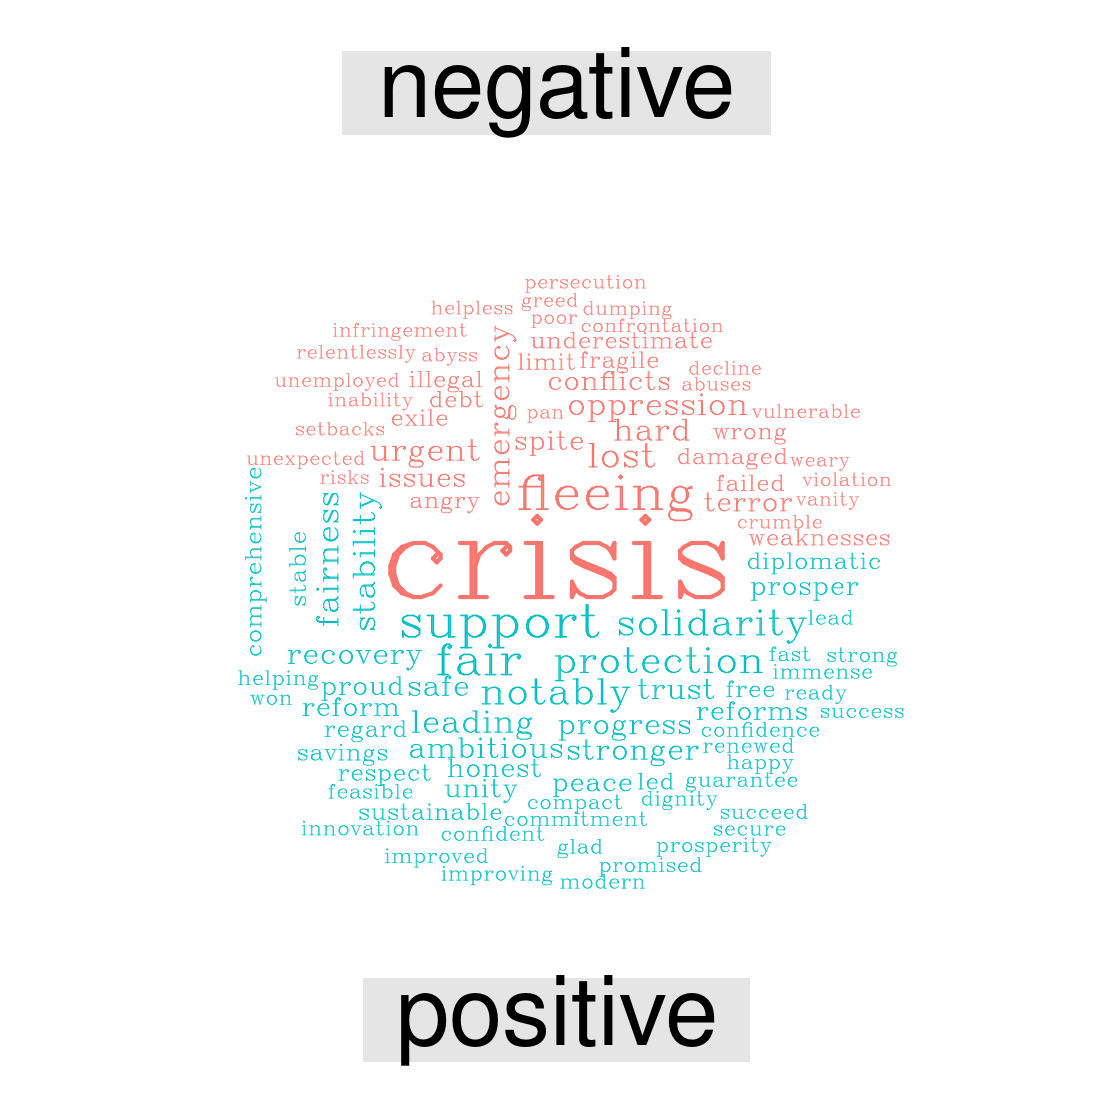 negative
persecution
helpless greed dumping
poor confrontation
infringement underestimate
relentlessly abyss emergency limit fragile decline
unemployed illegal conflicts abuses
inability debt pan oppression vulnerable
setbacks exile spite hard wrong
unexpected urgent lost damaged weary
risks issues fleeing failed violation
angry terror vanity
crumble
comprehensive stable fairness stability crisis weaknesses
diplomatic
prosper
support solidarity lead
recovery fair protection fast strong
helping immense
won proud safe notably trust free ready
reform leading progress reforms success
regard confidence
savings ambitious stronger renewed
respect honest happy
feasible unity peace led guarantee
sustainable compact dignity succeed
innovation commitment secure
confident
improved glad prosperity
improving promised
modern
positive